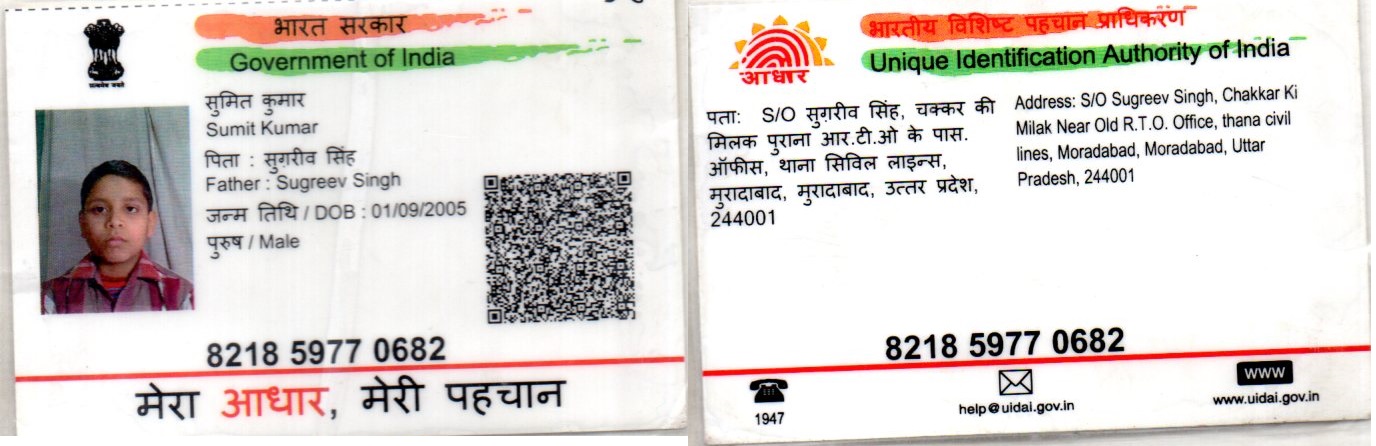 भारत सरकार
Government of India
सत्यमेव जयते
सुमित कुमार
Sumit Kumar
पिता : सुग़रीव सिंह
Father : Sugreev Singh
जन्म तिथि / DOB : 01/09/2005
पुरुष / Male
8218 5977 0682
मेरा आधार, मेरी पहचान
भारतीय विशिष्ट पहचान प्राधिकरण
Unique Identification Authority of India
आधार
पता: S/O सुग़रीव सिंह, चक्कर की
मिलक पुराना आर.टी.ओ के पास.
ऑफीस, थाना सिविल लाइन्स,
मुरादाबाद, मुरादाबाद, उत्तर प्रदेश,
244001
Address: S/O Sugreev Singh, Chakkar Ki
Milak Near Old R.T.O. Office, thana civil
lines, Moradabad, Moradabad, Uttar
Pradesh, 244001
8218 5977 0682
1947
help@uidai.gov.in
www
www.uidai.gov.in